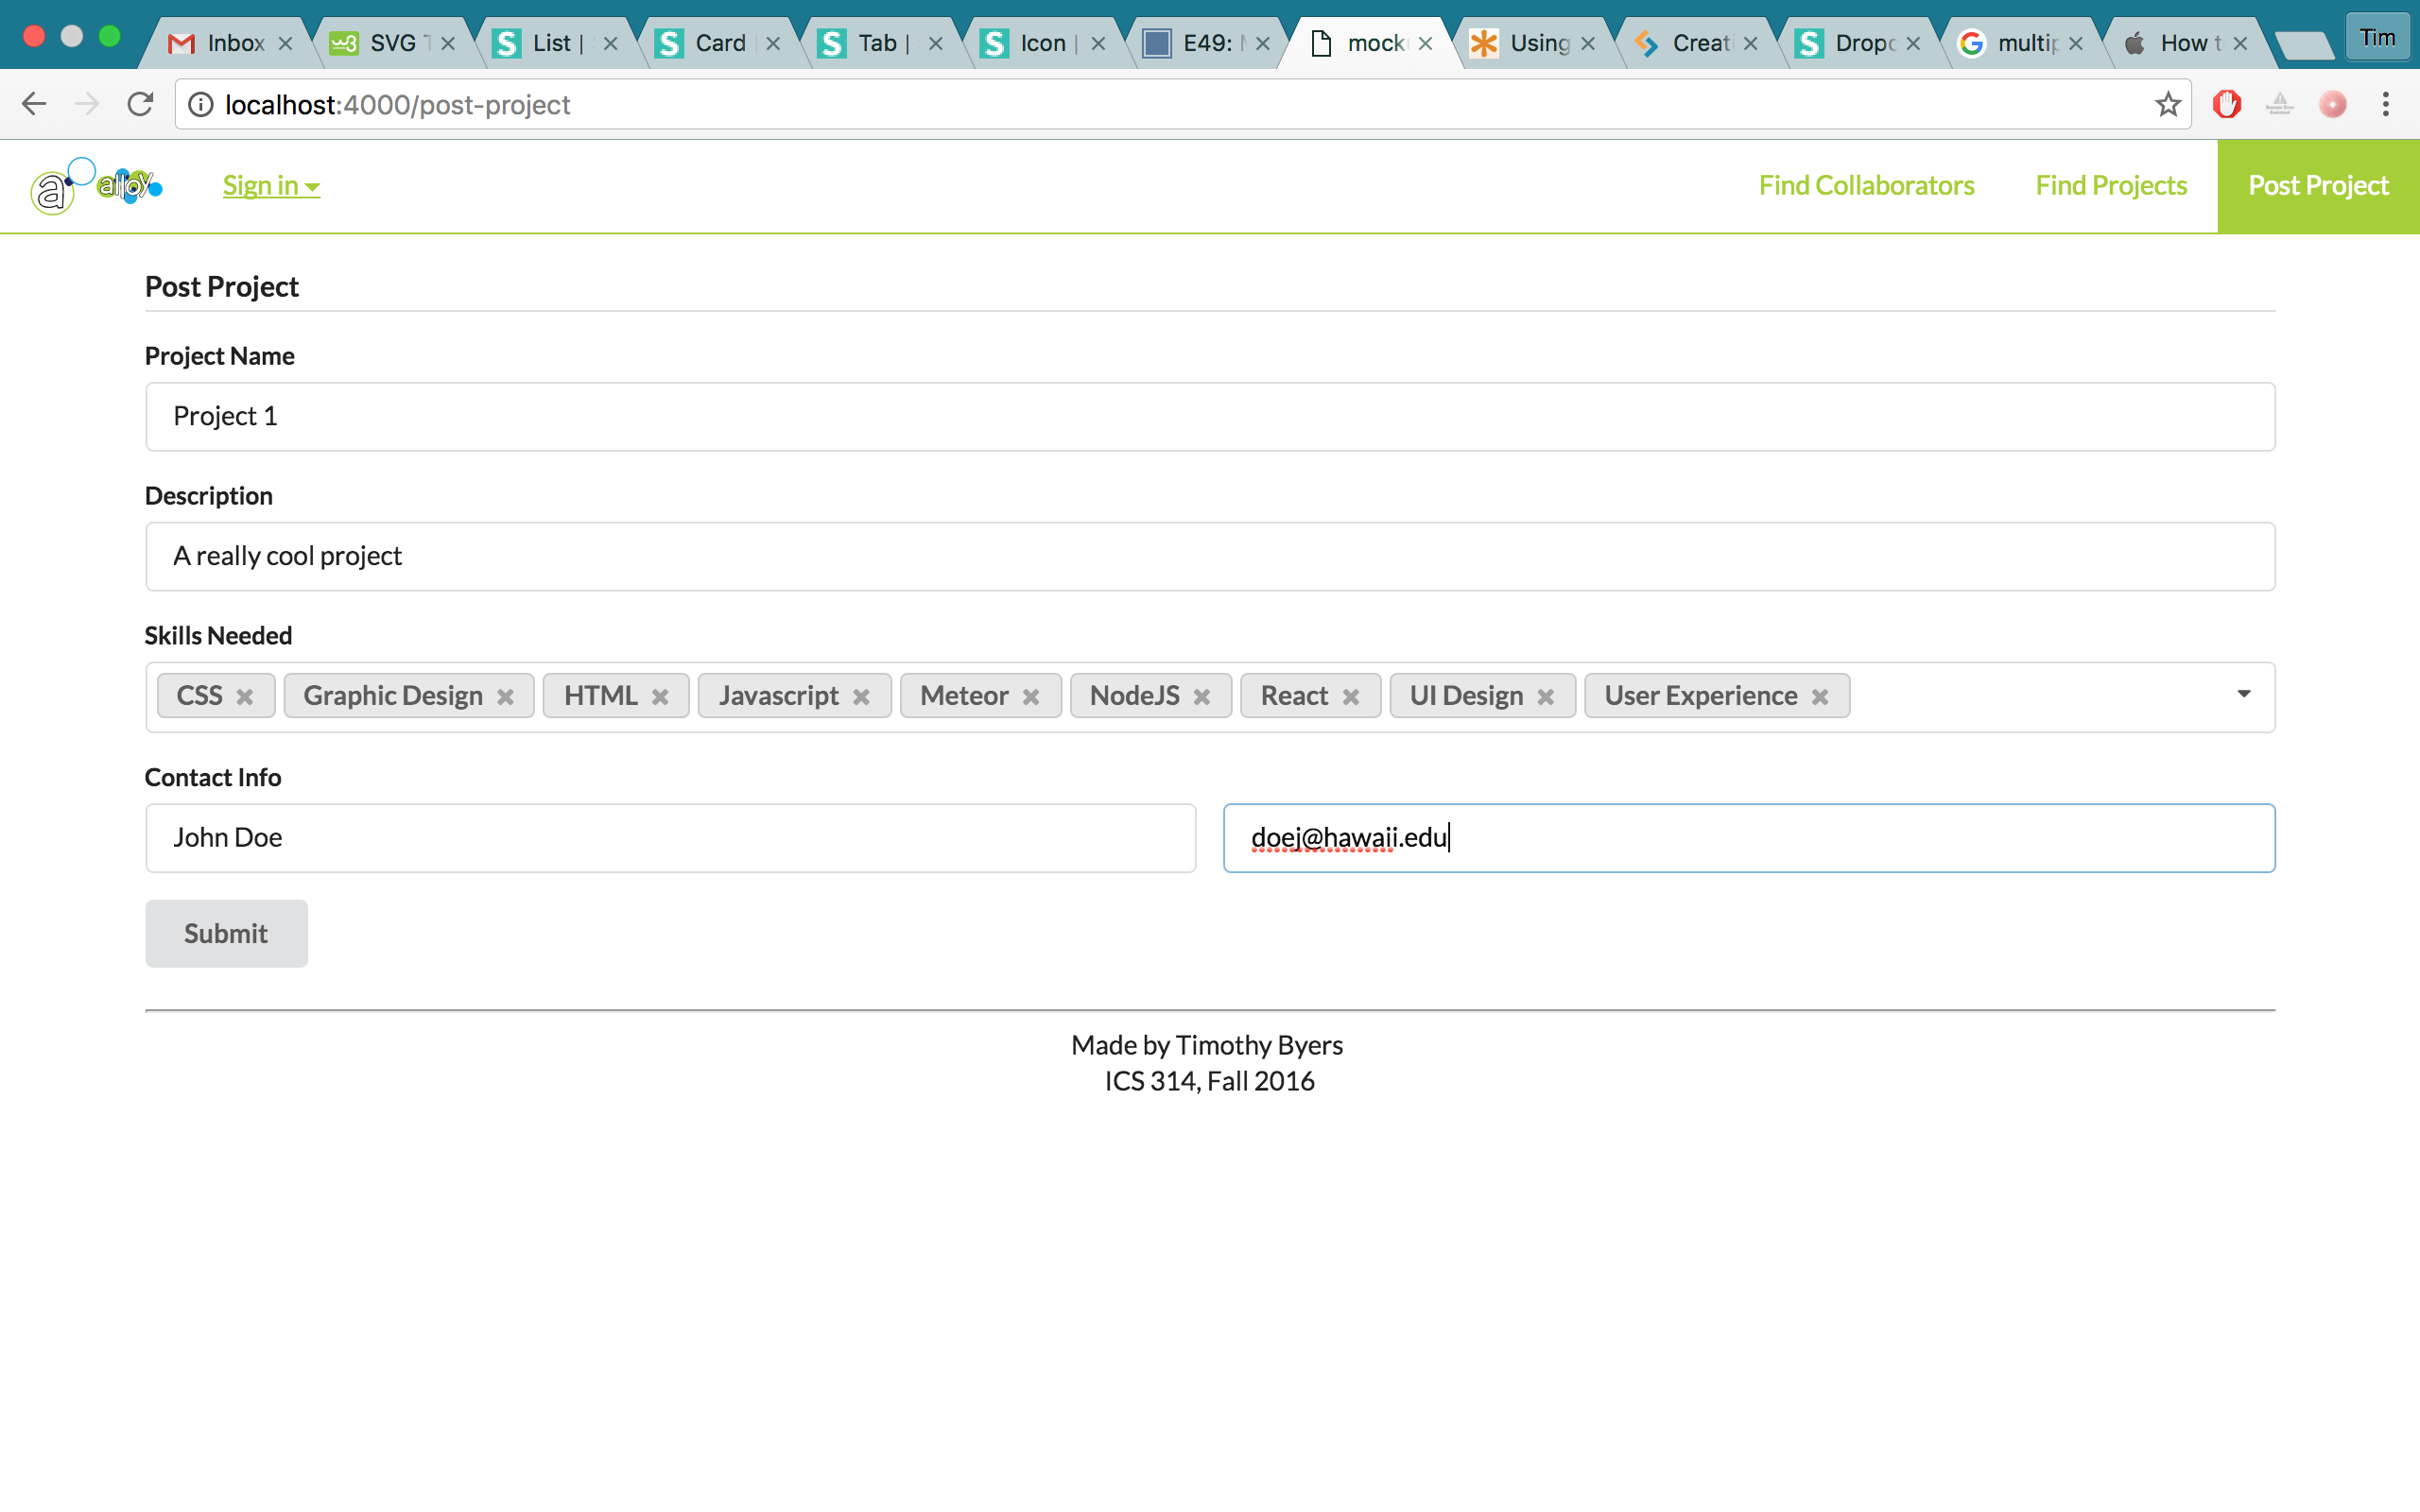 Inbox SVG T List | Card Tab | Icon | E49: mock Using Creati Dropd multip How t Tim
localhost:4000/post-project
a alloy Sign in Find Collaborators Find Projects Post Project
Post Project
Project Name
Project 1
Description
A really cool project
Skills Needed
CSS Graphic Design HTML Javascript Meteor NodeJS React UI Design User Experience
Contact Info
John Doe doej@hawaii.edu
Submit
Made by Timothy Byers
ICS 314, Fall 2016